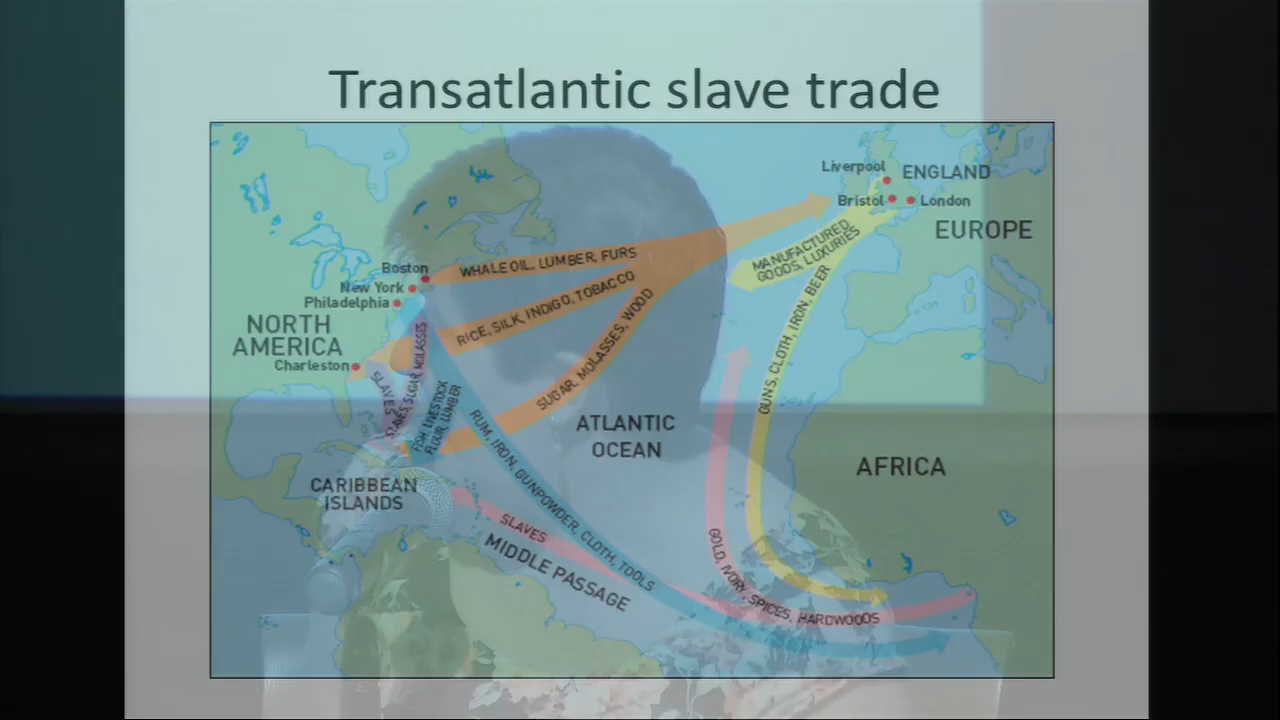 Transatlantic slave trade
Liverpool
ENGLAND
Bristol
London
EUROPE
MANUFACTURED
GOODS, LUXURIES
WHALE OIL, LUMBER, FURS
Boston
New York
Philadelphia
RICE, SILK, INDIGO, TOBACCO
GUNS, CLOTH, IRON, BEER
NORTH
AMERICA
Charleston
SUGAR, MOLASSES, WOOD
SLAVES
SLAVES, SUGAR, MOLASSES
FISH, LIVESTOCK
FLOUR, LUMBER
RUM, IRON, GUNPOWDER, CLOTH, TOOLS
ATLANTIC
OCEAN
AFRICA
CARIBBEAN
ISLANDS
SLAVES
MIDDLE PASSAGE
GOLD, IVORY, SPICES, HARDWOODS